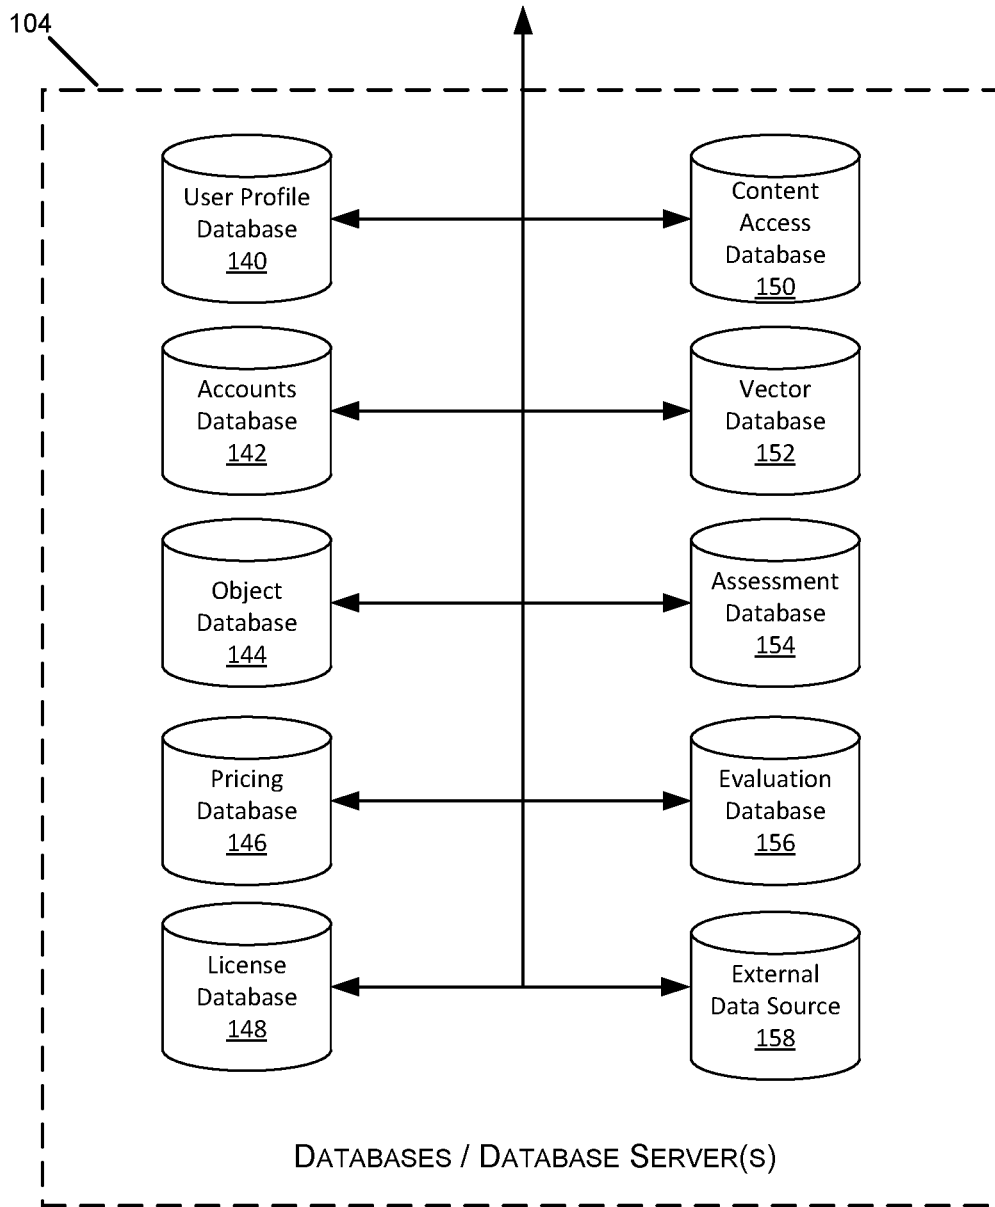 104
User Profile
Database
140
Content
Access
Database
150
Accounts
Database
142
Vector
Database
152
Object
Database
144
Assessment
Database
154
Pricing
Database
146
Evaluation
Database
156
License
Database
148
External
Data Source
158
DATABASES / DATABASE SERVER(S)